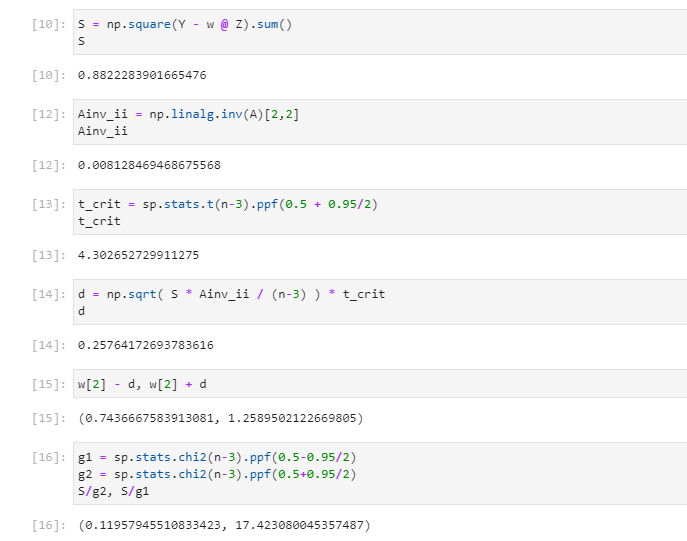 [10]: S = np.square(Y - w @ Z).sum()
S
[10]: 0.8822283901665476
[12]: Ainv_ii = np.linalg.inv(A)[2,2]
Ainv_ii
[12]: 0.008128469468675568
[13]: t_crit = sp.stats.t(n-3).ppf(0.5 + 0.95/2)
t_crit
[13]: 4.302652729911275
[14]: d = np.sqrt( S * Ainv_ii / (n-3) ) * t_crit
d
[14]: 0.25764172693783616
[15]: w[2] - d, w[2] + d
[15]: (0.7436667583913081, 1.2589502122669805)
[16]: g1 = sp.stats.chi2(n-3).ppf(0.5-0.95/2)
g2 = sp.stats.chi2(n-3).ppf(0.5+0.95/2)
S/g2, S/g1
[16]: (0.11957945510833423, 17.423080045357487)